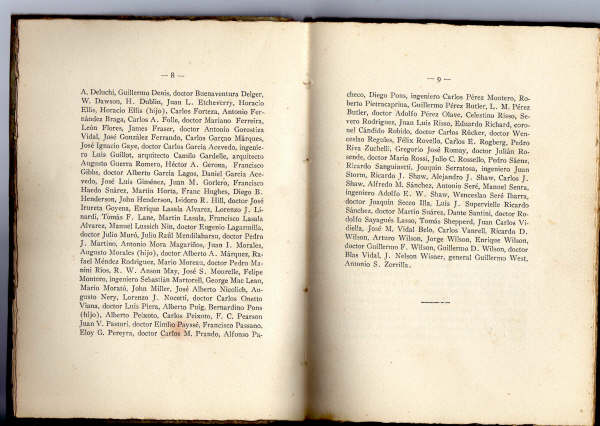 — 8 —
A. Deluchi, Guillermo Denis, doctor Buenaventura Delger,
W. Dawson, H. Dublin, Juan L. Etcheverry, Horacio
Ellis, Horacio Ellis (hijo), Carlos Forteza, Antonio Fer-
nández Braga, Carlos A. Folle, doctor Mariano Ferreira,
León Flores, James Fraser, doctor Antonio Gorostiza
Vidal, José González Ferrando, Carlos Garçao Márques,
José Ignacio Gaye, doctor Carlos García Acevedo, ingenie-
ro Luis Guillot, arquitecto Camilo Gardelle, arquitecto
Augusto Guerra Romero, Héctor A. Gerona, Francisco
Gibbs, doctor Alberto García Lagos, Daniel García Ace-
vedo, José Luis Giménez, Juan M. Gorlero, Francisco
Haedo Suárez, Martín Horta, Franc Hughes, Diego B.
Henderson, John Henderson, Isidoro R. Hill, doctor José
Irureta Goyena, Enrique Lasala Alvarez, Lorenzo J. Li-
nardi, Tomás F. Lane, Martín Lasala, Francisco Lasala
Alvarez, Manuel Lussich Nin, doctor Eugenio Lagarmilla,
doctor Julio Muró, Julio Raúl Mendilaharsu, doctor Pedro
J. Martino, Antonio Mora Magariños, Juan I. Morales,
Augusto Morales (hijo), doctor Alberto A. Márquez, Ra-
fael Méndez Rodríguez, Mario Moreau, doctor Pedro Ma-
nini Ríos, R. W. Anson May, José S. Mourelle, Felipe
Montero, ingeniero Sebastián Martorell, George Mac Lean,
Mario Morató, John Miller, José Alberto Nicolich, Au-
gusto Nery, Lorenzo J. Nocetti, doctor Carlos Onetto
Viana, doctor Luis Piera, Alberto Puig, Bernardino Pons
(hijo), Alberto Peixoto, Carlos Peixoto, F. C. Pearson
Juan V. Pastori, doctor Emilio Payssé, Francisco Passano,
Eloy G. Pereyra, doctor Carlos M. Prando, Alfonso Pa-
— 9 —
checo, Diego Pons, ingeniero Carlos Pérez Montero, Ro-
berto Pietracaprina, Guillermo Pérez Butler, L. M. Pérez
Butler, doctor Adolfo Pérez Olave, Celestino Risso, Se-
vero Rodríguez, Juan Luis Risso, Eduardo Richard, coro-
nel Cándido Robido, doctor Carlos Rücker, doctor Wen-
ceslao Regules, Félix Rovello, Carlos E. Rogberg, Pedro
Riva Zuchelli, Gregorio José Romay, doctor Julián Ro-
sende, doctor Mario Rossi, Julio C. Rossello, Pedro Sáenz,
Ricardo Sanguinetti, Joaquín Serratosa, ingeniero Juan
Storm, Ricardo J. Shaw, Alejandro J. Shaw, Carlos J.
Shaw, Alfredo M. Sánchez, Antonio Seré, Manuel Senra,
ingeniero Adolfo E. W. Shaw, Wenceslao Seré Ibarra,
doctor Joaquín Secco Illa, Luis J. Supervielle Ricardo
Sánchez, doctor Martín Suárez, Dante Santini, doctor Ro-
dolfo Sayagués Lasso, Tomás Shepperd, Juan Carlos Vi-
diella, José M. Vidal Belo, Carlos Vanrell, Ricardo D.
Wilson, Arturo Wilson, Jorge Wilson, Enrique Wilson,
doctor Guillermo F. Wilson, Guillermo D. Wilson, doctor
Blas Vidal, J. Nelson Wisner, general Guillermo West,
Antonio S. Zorrilla.